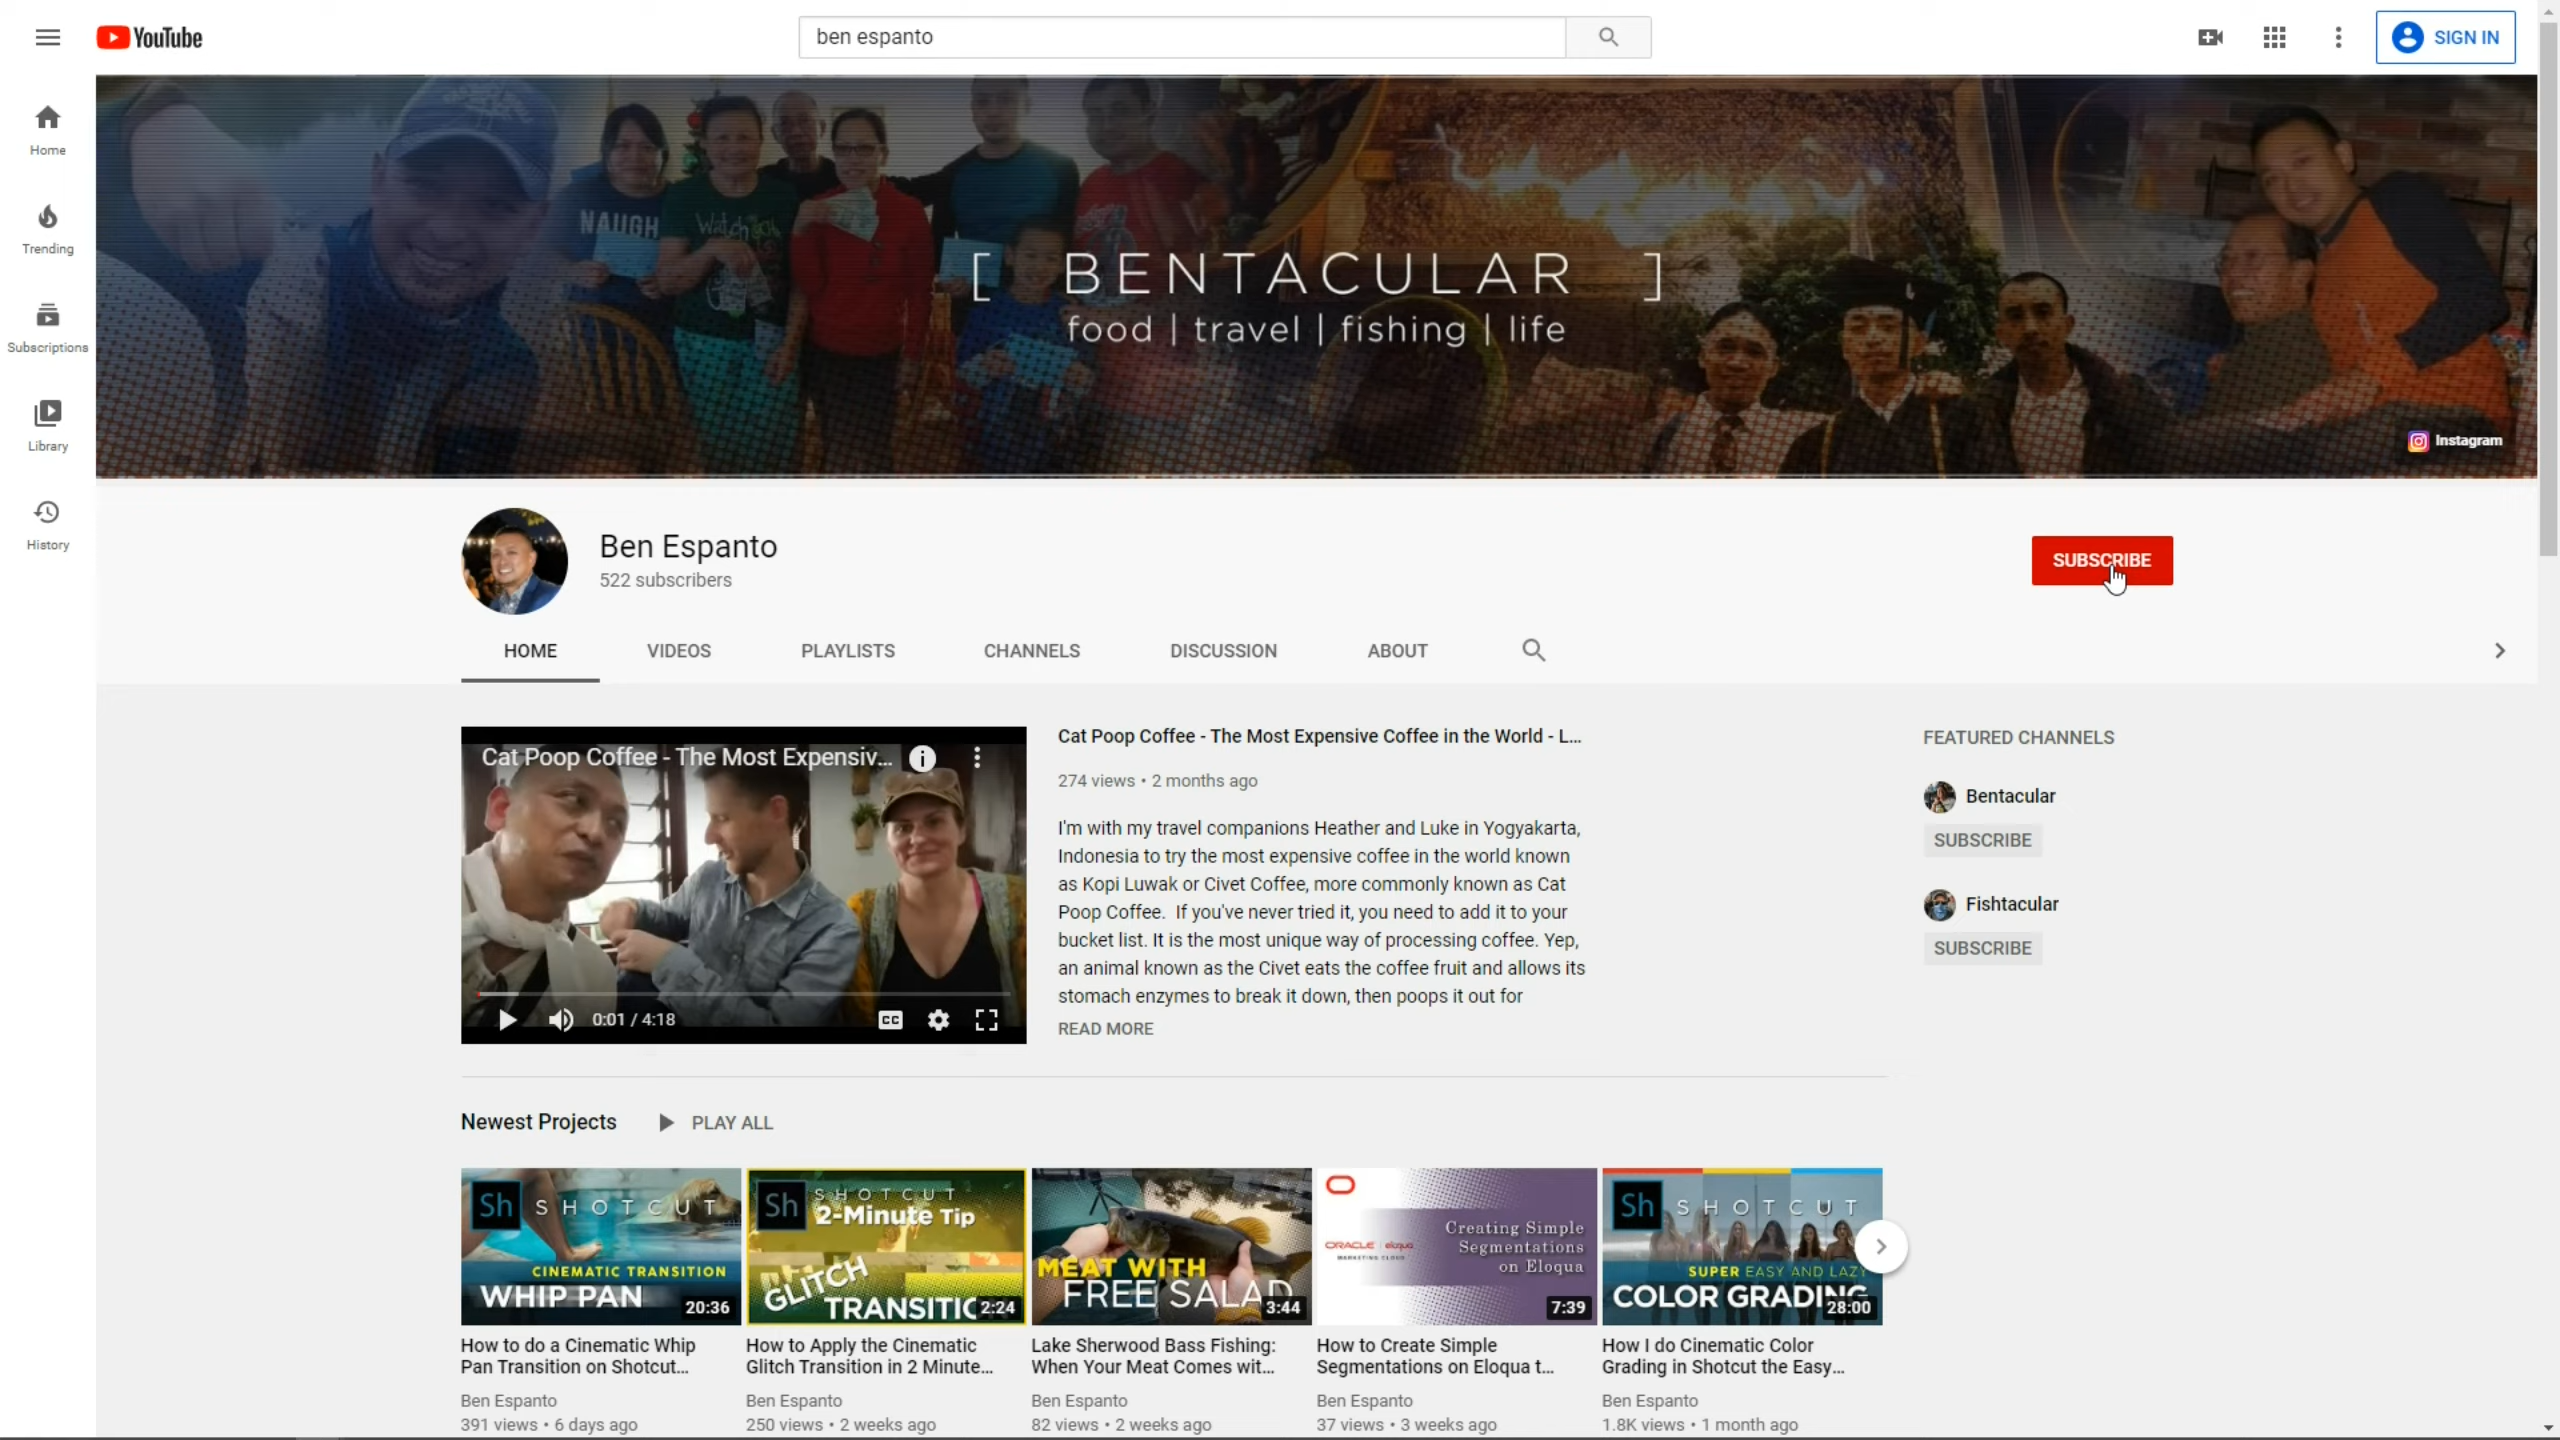 YouTube
ben espanto
SIGN IN
Home
Trending
Subscriptions
Library
History
NAUGH
Watch
[ BENTACULAR ]
food | travel | fishing | life
Instagram
Ben Espanto
522 subscribers
SUBSCRIBE
HOME VIDEOS PLAYLISTS CHANNELS DISCUSSION ABOUT
Cat Poop Coffee - The Most Expensiv...
0:01 / 4:18
CC
Cat Poop Coffee - The Most Expensive Coffee in the World - L...
274 views • 2 months ago
I'm with my travel companions Heather and Luke in Yogyakarta,
Indonesia to try the most expensive coffee in the world known
as Kopi Luwak or Civet Coffee, more commonly known as Cat
Poop Coffee. If you've never tried it, you need to add it to your
bucket list. It is the most unique way of processing coffee. Yep,
an animal known as the Civet eats the coffee fruit and allows its
stomach enzymes to break it down, then poops it out for
READ MORE
FEATURED CHANNELS
Bentacular
SUBSCRIBE
Fishtacular
SUBSCRIBE
Newest Projects PLAY ALL
Sh SHOTCUT
CINEMATIC TRANSITION
WHIP PAN
20:36
How to do a Cinematic Whip
Pan Transition on Shotcut...
Ben Espanto
391 views • 6 days ago
Sh SHOTCUT
2-Minute Tip
GLITCH
TRANSITIO
2:24
How to Apply the Cinematic
Glitch Transition in 2 Minute...
Ben Espanto
250 views • 2 weeks ago
MEAT WITH
FREE SALAD
3:44
Lake Sherwood Bass Fishing:
When Your Meat Comes wit...
Ben Espanto
82 views • 2 weeks ago
Creating Simple
Segmentations
on Eloqua
ORACLE eloqua
MARKETING CLOUD
7:39
How to Create Simple
Segmentations on Eloqua t...
Ben Espanto
37 views • 3 weeks ago
Sh SHOTCUT
SUPER EASY AND LAZY
COLOR GRADING
28:00
How I do Cinematic Color
Grading in Shotcut the Easy...
Ben Espanto
1.8K views • 1 month ago